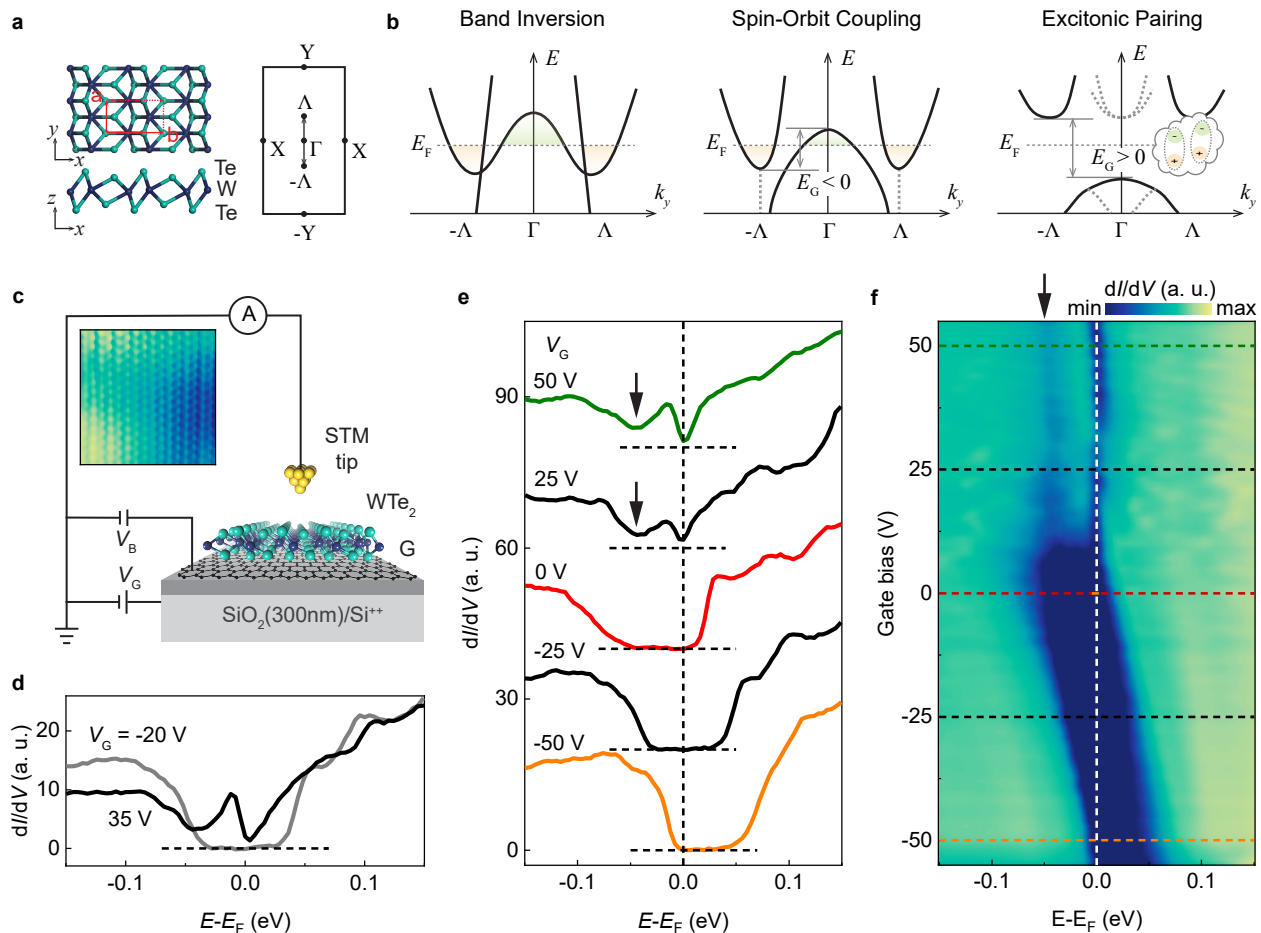 a
a
b
y
x
Te
W
Te
z
x
Y
Λ
X
Γ
X
-Λ
-Y
b
Band Inversion
Spin-Orbit Coupling
Excitonic Pairing
E
E
E
E_F
E_F
E_F
E_G < 0
E_G > 0
-
-
+
+
k_y
k_y
k_y
-Λ
Γ
Λ
-Λ
Γ
Λ
-Λ
Γ
Λ
c
A
STM
tip
WTe₂
G
V_B
V_G
SiO₂(300nm)/Si⁺⁺
d
dI/dV (a. u.)
20
10
0
V_G = -20 V
35 V
-0.1
0.0
0.1
E-E_F (eV)
e
dI/dV (a. u.)
90
60
30
0
V_G
50 V
25 V
0 V
-25 V
-50 V
0.0
-0.1
0.1
E-E_F (eV)
f
dI/dV (a. u.)
min
max
Gate bias (V)
50
25
0
-25
-50
-0.1
0.0
0.1
E-E_F (eV)